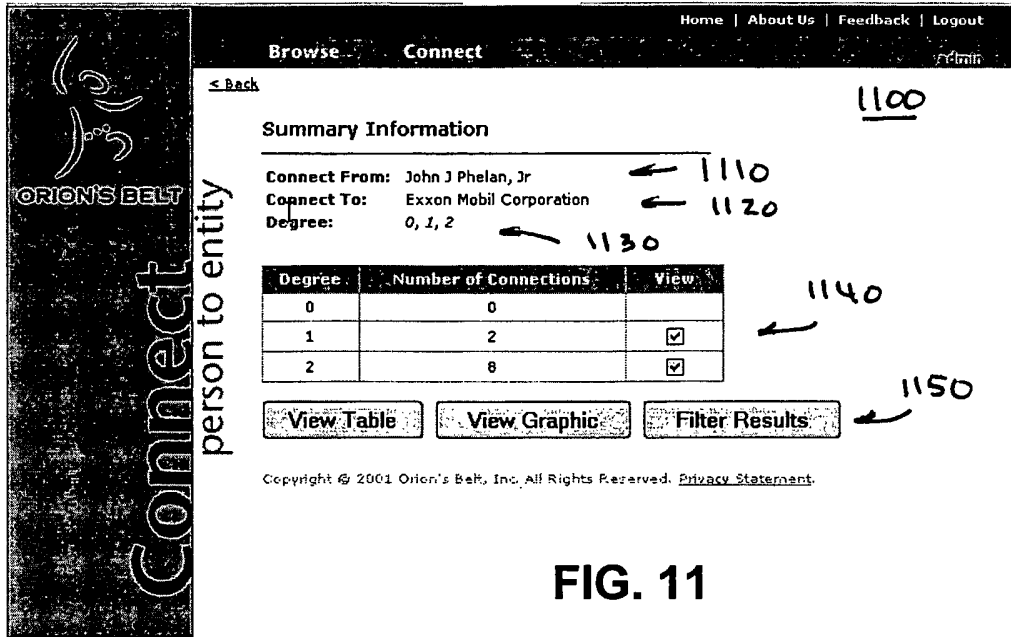 Home | About Us | Feedback | Logout
Browse Connect
admin
< Back
1100
Summary Information
Connect From: John J Phelan, Jr 1110
Connect To: Exxon Mobil Corporation 1120
Degree: 0, 1, 2 1130
ORION'S BELT
Connect
person to entity
Degree Number of Connections View
0 0
1 2
2 8
1140
View Table View Graphic Filter Results 1150
Copyright © 2001 Orion's Belt, Inc. All Rights Reserved. Privacy Statement.
FIG. 11